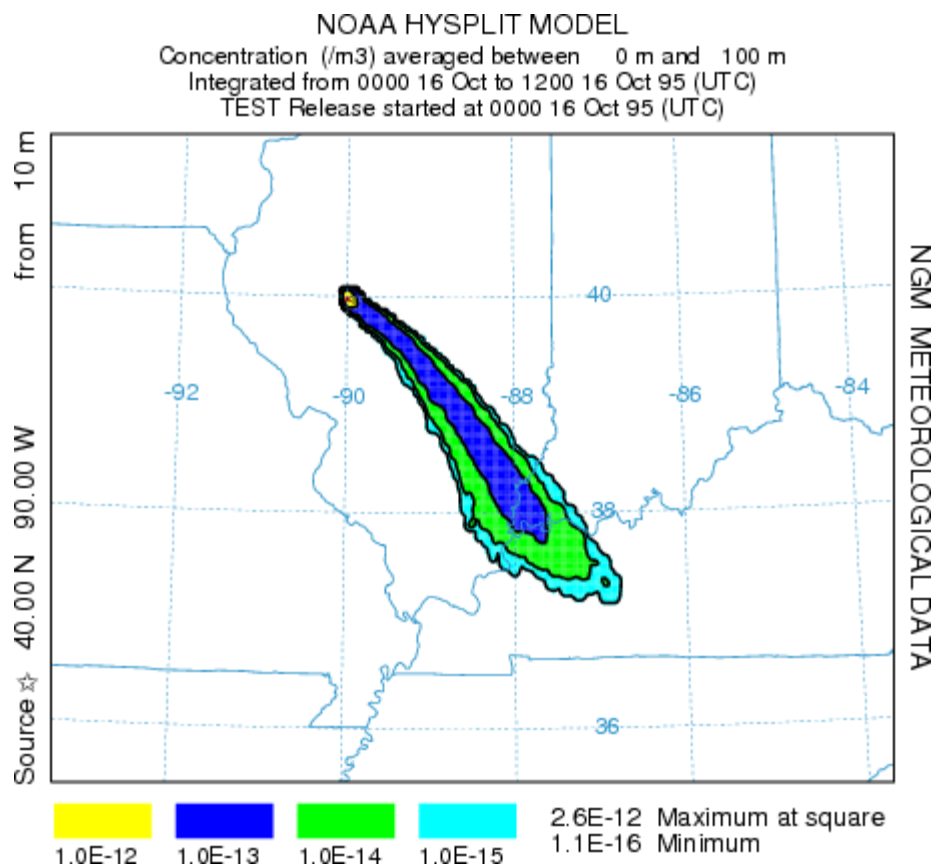 NOAA HYSPLIT MODEL
Concentration (/m3) averaged between 0 m and 100 m
Integrated from 0000 16 Oct to 1200 16 Oct 95 (UTC)
TEST Release started at 0000 16 Oct 95 (UTC)
Source ☆ 40.00 N 90.00 W from 10 m
NGM METEOROLOGICAL DATA
40
-92
-90
-88
-86
-84
38
36
1.0E-12
1.0E-13
1.0E-14
1.0E-15
2.6E-12 Maximum at square
1.1E-16 Minimum